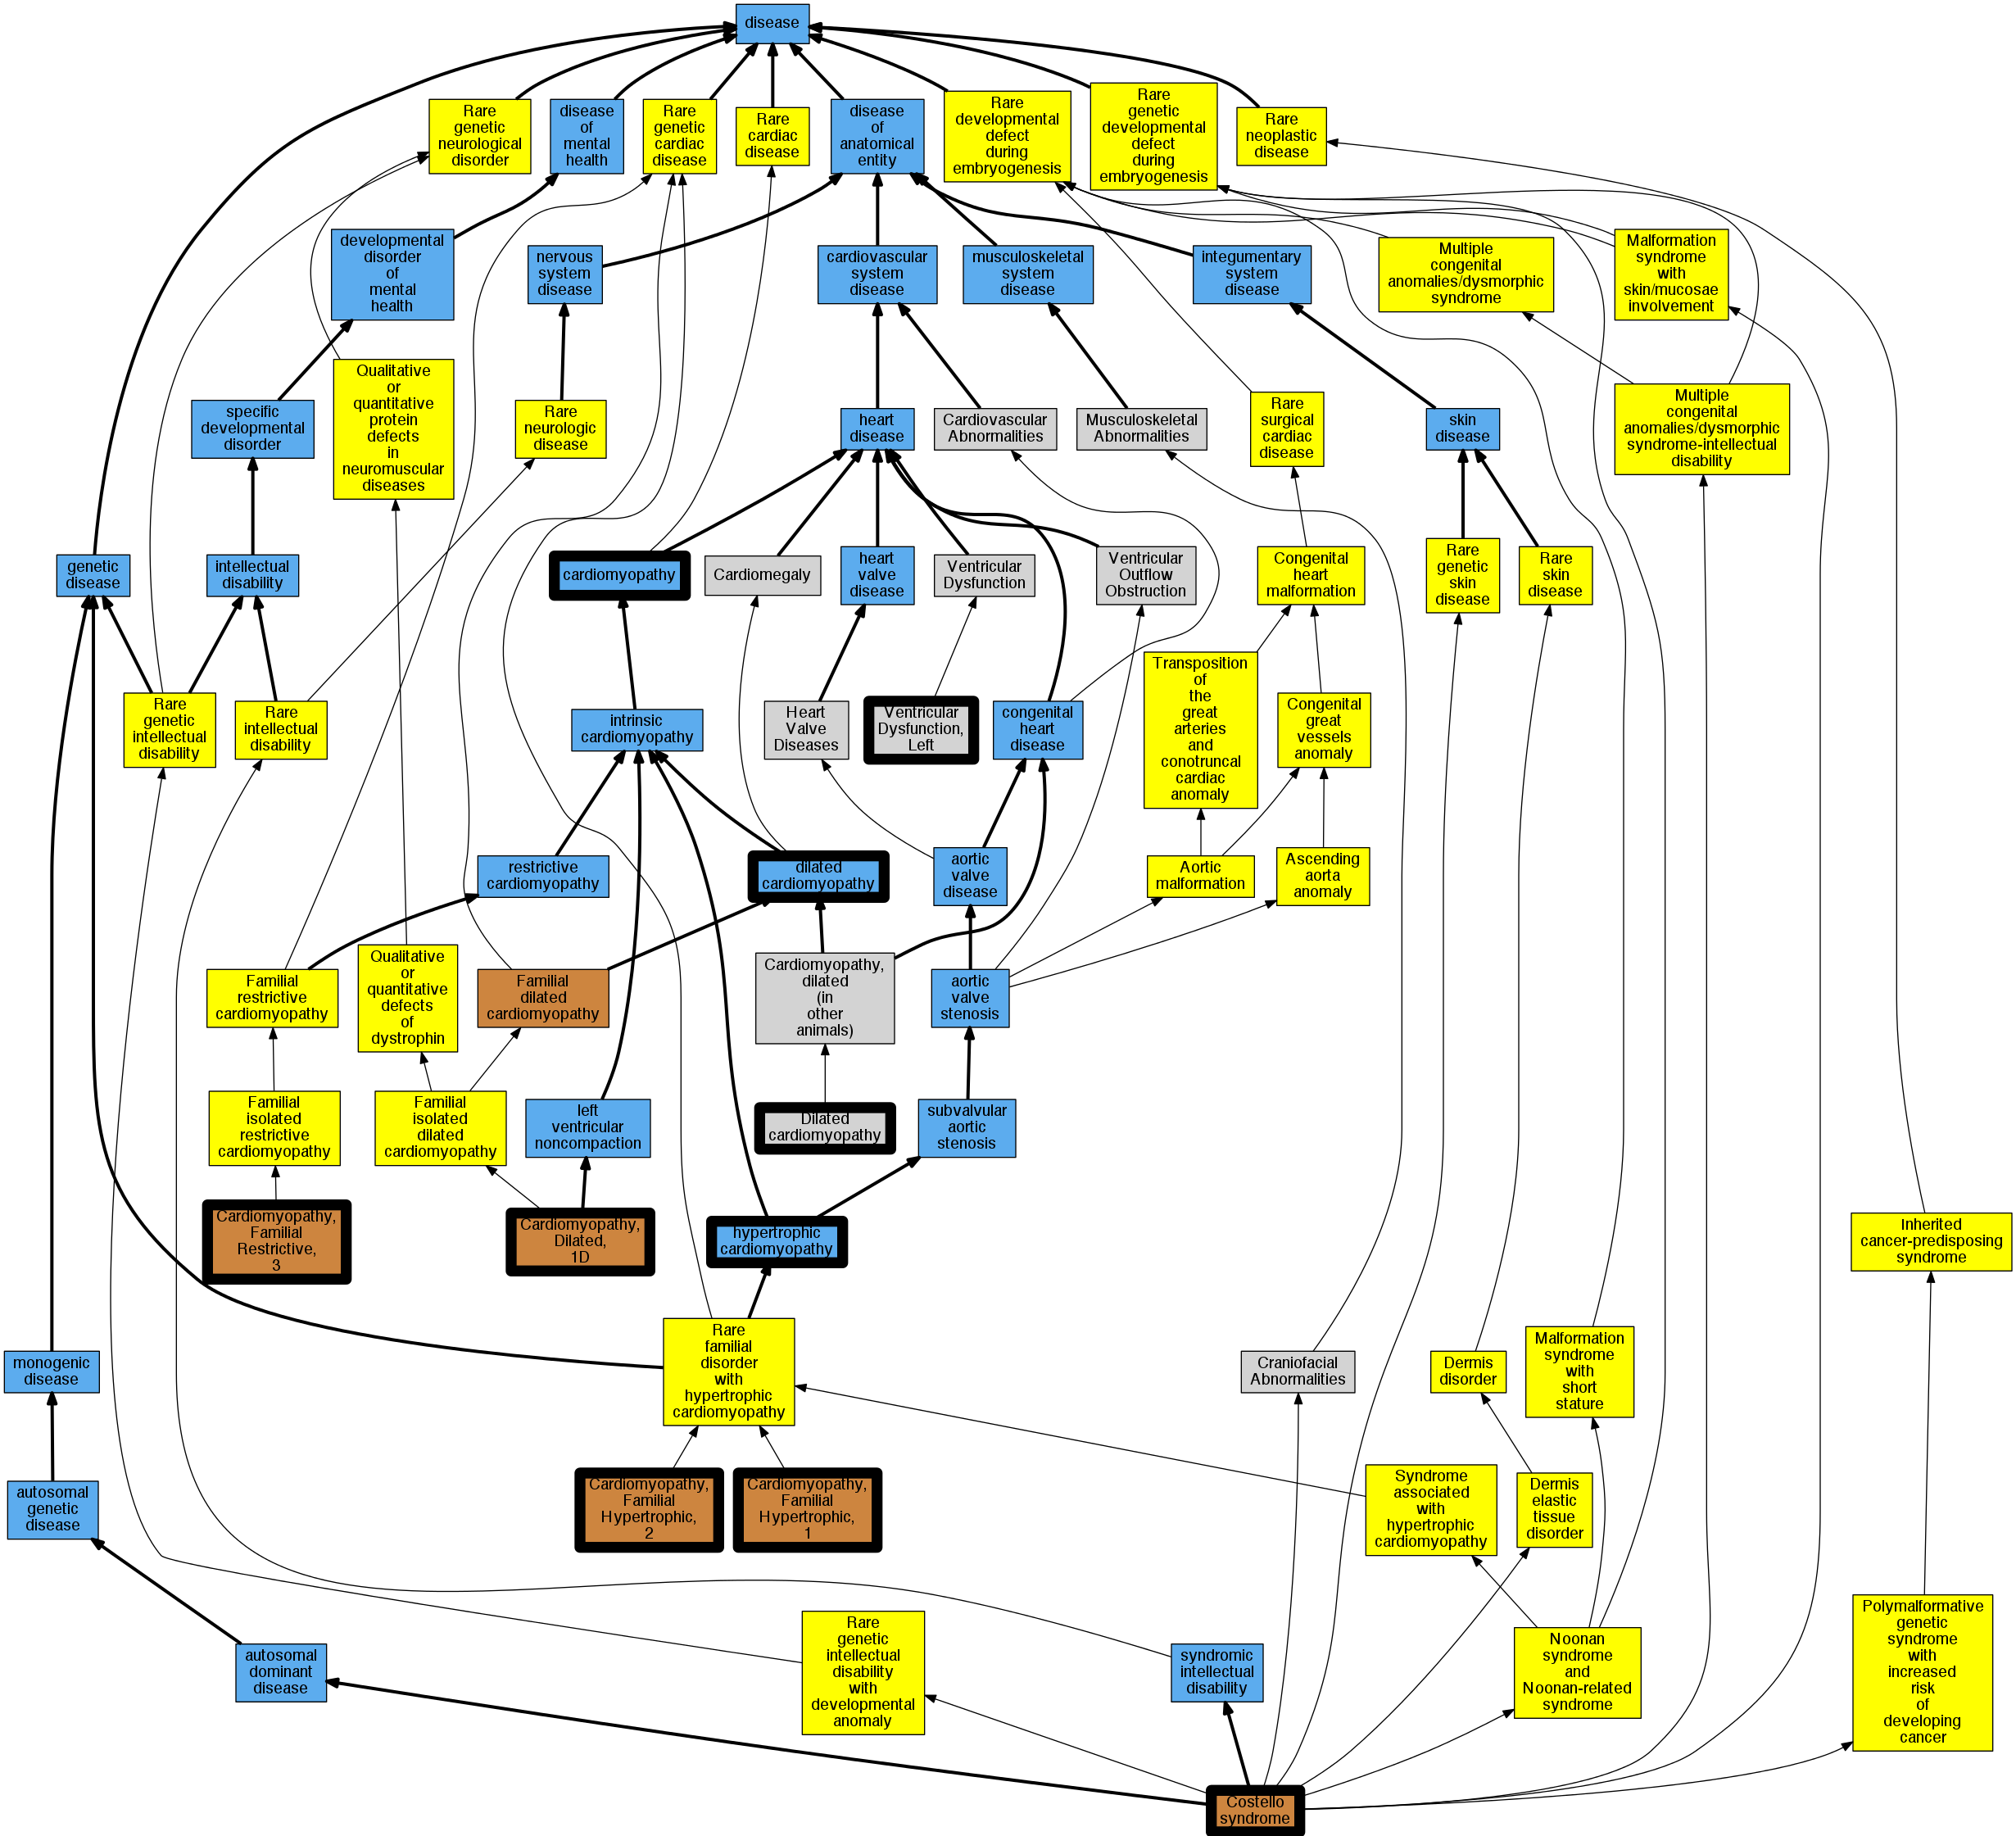 disease
Rare
genetic
neurological
disorder
disease
of
mental
health
Rare
genetic
cardiac
disease
Rare
cardiac
disease
disease
of
anatomical
entity
Rare
developmental
defect
during
embryogenesis
Rare
genetic
developmental
defect
during
embryogenesis
Rare
neoplastic
disease
developmental
disorder
of
mental
health
nervous
system
disease
cardiovascular
system
disease
musculoskeletal
system
disease
integumentary
system
disease
Multiple
congenital
anomalies/dysmorphic
syndrome
Malformation
syndrome
with
skin/mucosae
involvement
Qualitative
or
quantitative
protein
defects
in
neuromuscular
diseases
specific
developmental
disorder
Rare
neurologic
disease
heart
disease
Cardiovascular
Abnormalities
Musculoskeletal
Abnormalities
Rare
surgical
cardiac
disease
skin
disease
Multiple
congenital
anomalies/dysmorphic
syndrome-intellectual
disability
genetic
disease
intellectual
disability
cardiomyopathy
Cardiomegaly
heart
valve
disease
Ventricular
Dysfunction
Ventricular
Outflow
Obstruction
Congenital
heart
malformation
Rare
genetic
skin
disease
Rare
skin
disease
Rare
genetic
intellectual
disability
Rare
intellectual
disability
intrinsic
cardiomyopathy
Heart
Valve
Diseases
Ventricular
Dysfunction,
Left
congenital
heart
disease
Transposition
of
the
great
arteries
and
conotruncal
cardiac
anomaly
Congenital
great
vessels
anomaly
restrictive
cardiomyopathy
dilated
cardiomyopathy
aortic
valve
disease
Aortic
malformation
Ascending
aorta
anomaly
Familial
restrictive
cardiomyopathy
Qualitative
or
quantitative
defects
of
dystrophin
Familial
dilated
cardiomyopathy
Cardiomyopathy,
dilated
(in
other
animals)
aortic
valve
stenosis
Familial
isolated
restrictive
cardiomyopathy
Familial
isolated
dilated
cardiomyopathy
left
ventricular
noncompaction
Dilated
cardiomyopathy
subvalvular
aortic
stenosis
Cardiomyopathy,
Familial
Restrictive,
3
Cardiomyopathy,
Dilated,
1D
hypertrophic
cardiomyopathy
Inherited
cancer-predisposing
syndrome
monogenic
disease
Rare
familial
disorder
with
hypertrophic
cardiomyopathy
Craniofacial
Abnormalities
Dermis
disorder
Malformation
syndrome
with
short
stature
autosomal
genetic
disease
Cardiomyopathy,
Familial
Hypertrophic,
2
Cardiomyopathy,
Familial
Hypertrophic,
1
Syndrome
associated
with
hypertrophic
cardiomyopathy
Dermis
elastic
tissue
disorder
autosomal
dominant
disease
Rare
genetic
intellectual
disability
with
developmental
anomaly
syndromic
intellectual
disability
Noonan
syndrome
and
Noonan-related
syndrome
Polymalformative
genetic
syndrome
with
increased
risk
of
developing
cancer
Costello
syndrome